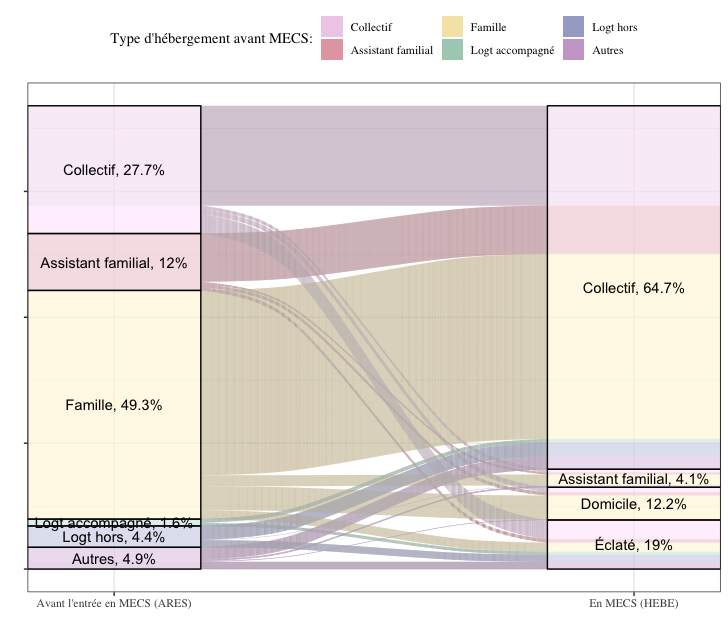 Type d'hébergement avant MECS:
Collectif
Famille
Logt hors
Assistant familial
Logt accompagné
Autres
Collectif, 27.7%
Assistant familial, 12%
Famille, 49.3%
Logt accompagné, 1.6%
Logt hors, 4.4%
Autres, 4.9%
Collectif, 64.7%
Assistant familial, 4.1%
Domicile, 12.2%
Éclaté, 19%
Avant l'entrée en MECS (ARES)
En MECS (HEBE)